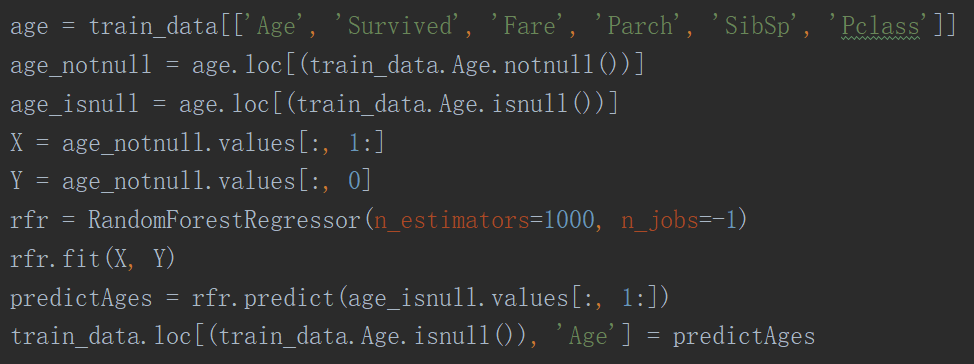 age = train_data[['Age', 'Survived', 'Fare', 'Parch', 'SibSp', 'Pclass']]
age_notnull = age.loc[(train_data.Age.notnull())]
age_isnull = age.loc[(train_data.Age.isnull())]
X = age_notnull.values[:, 1:]
Y = age_notnull.values[:, 0]
rfr = RandomForestRegressor(n_estimators=1000, n_jobs=-1)
rfr.fit(X, Y)
predictAges = rfr.predict(age_isnull.values[:, 1:])
train_data.loc[(train_data.Age.isnull()), 'Age'] = predictAges